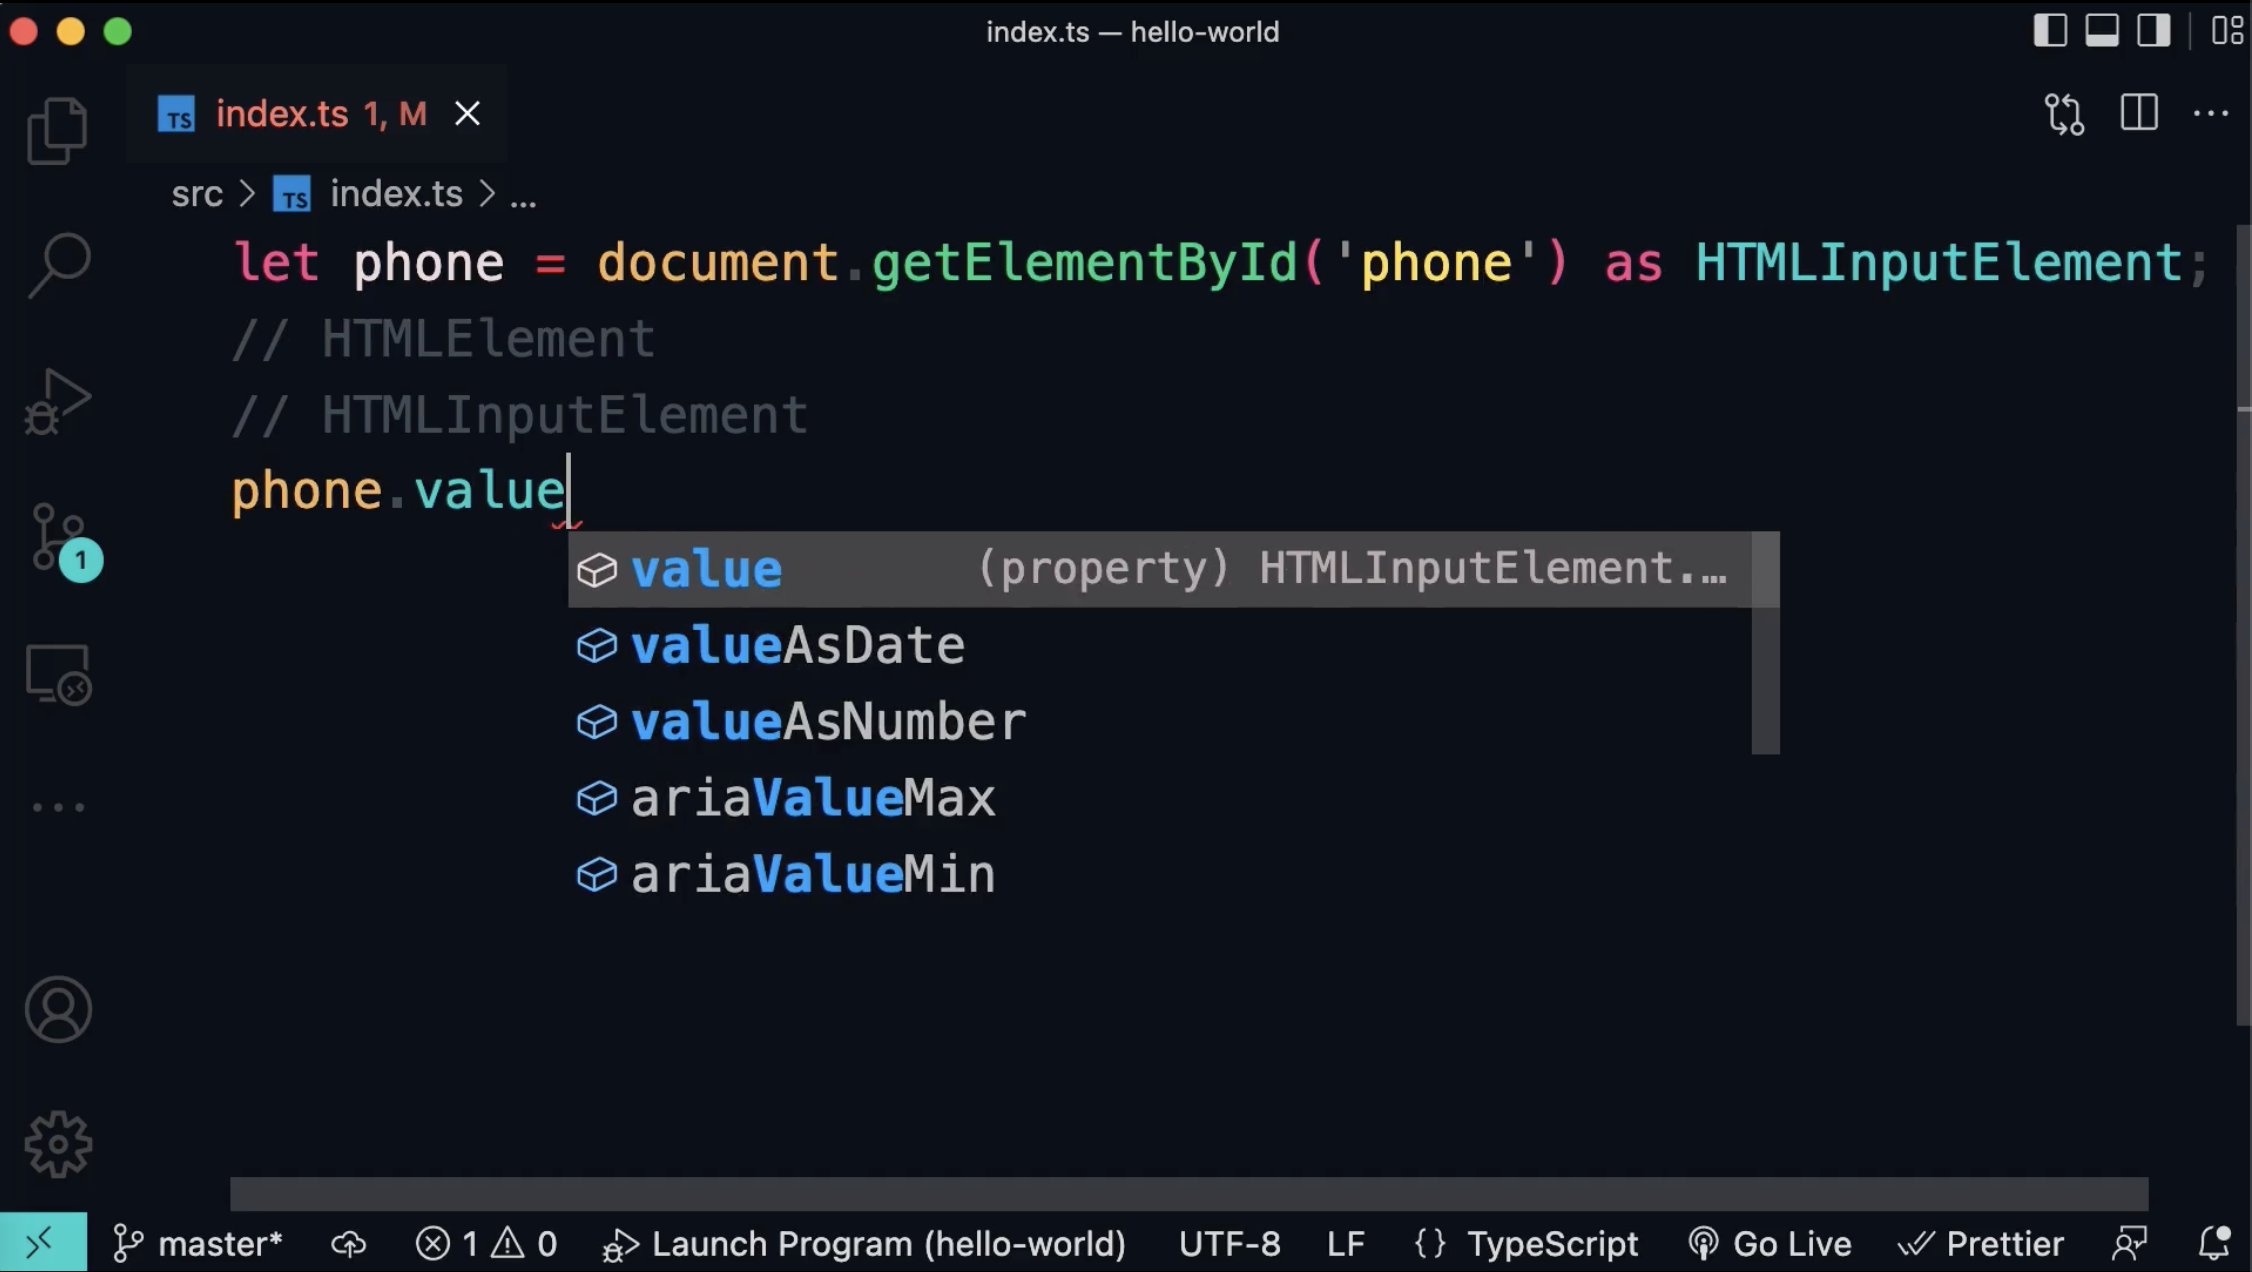 index.ts — hello-world
TS index.ts 1, M
src > TS index.ts > ...
let phone = document.getElementById('phone') as HTMLInputElement;
// HTMLElement
// HTMLInputElement
phone.value
value (property) HTMLInputElement.…
valueAsDate
valueAsNumber
ariaValueMax
ariaValueMin
1
master* 1 0 Launch Program (hello-world) UTF-8 LF {} TypeScript Go Live Prettier